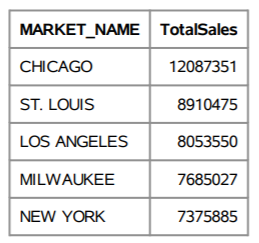 MARKET_NAME TotalSales
CHICAGO 12087351
ST. LOUIS 8910475
LOS ANGELES 8053550
MILWAUKEE 7685027
NEW YORK 7375885